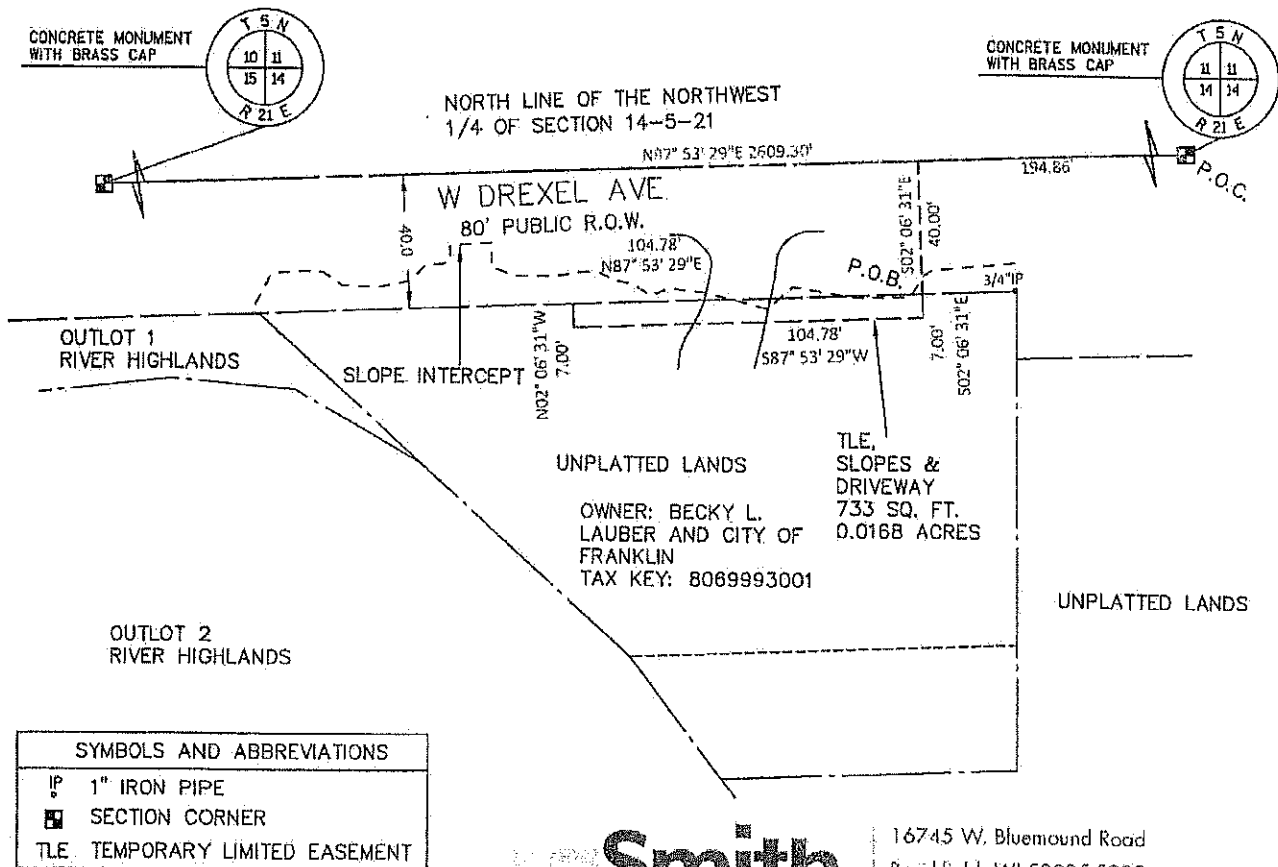 CONCRETE MONUMENT
WITH BRASS CAP
T 5 N
10 11
15 14
R 21 E
CONCRETE MONUMENT
WITH BRASS CAP
T 5 N
11 11
14 14
R 21 E
NORTH LINE OF THE NORTHWEST
1/4 OF SECTION 14-5-21
N87° 53' 29"E 2609.30'
194.86'
P.O.C.
W DREXEL AVE.
80' PUBLIC R.O.W.
40.0
104.78'
N87° 53' 29"E
S02° 06' 31"E
40.00'
P.O.B.
3/4"IP
OUTLOT 1
RIVER HIGHLANDS
SLOPE INTERCEPT
N02° 06' 31"W
7.00'
104.78'
S87° 53' 29"W
7.00'
S02° 06' 31"E
UNPLATTED LANDS
OWNER: BECKY L.
LAUBER AND CITY OF
FRANKLIN
TAX KEY: 8069993001
TLE,
SLOPES &
DRIVEWAY
733 SQ. FT.
0.0168 ACRES
UNPLATTED LANDS
OUTLOT 2
RIVER HIGHLANDS
SYMBOLS AND ABBREVIATIONS
IP 1" IRON PIPE
SECTION CORNER
TLE TEMPORARY LIMITED EASEMENT
Smith
16745 W. Bluemound Road